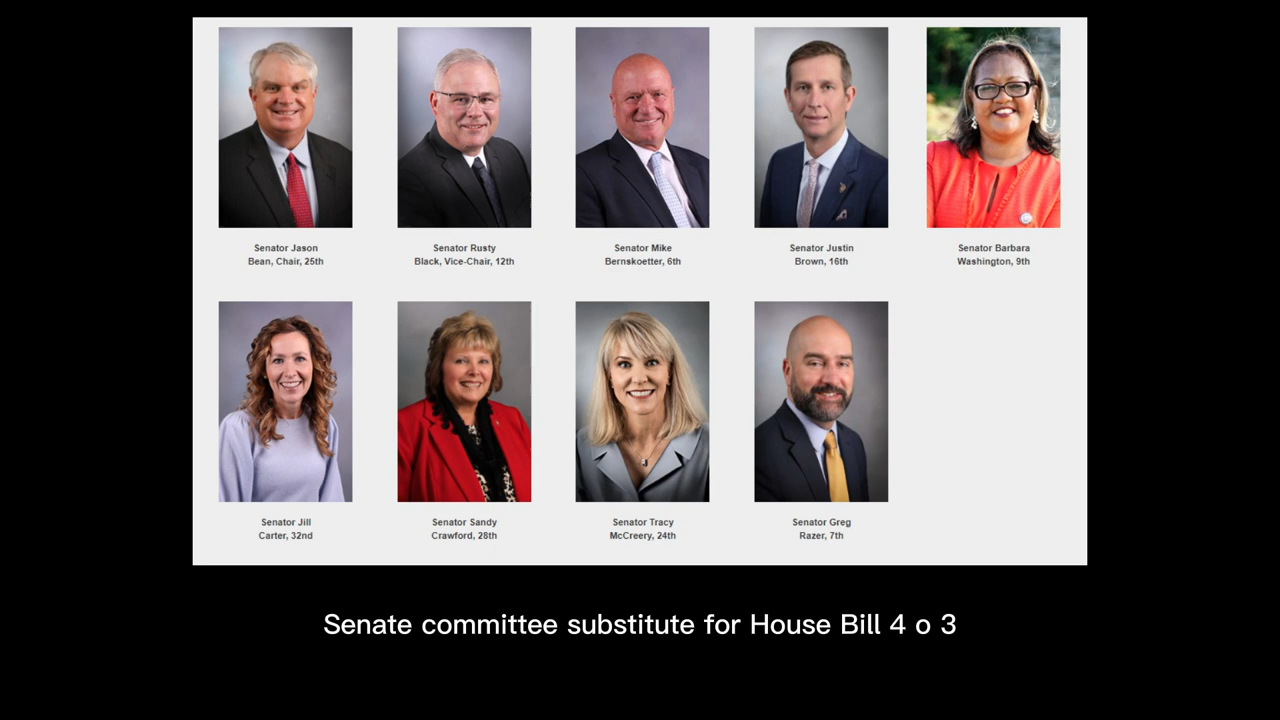 Senator Jason
Bean, Chair, 25th
Senator Rusty
Black, Vice-Chair, 12th
Senator Mike
Bernskoetter, 6th
Senator Justin
Brown, 16th
Senator Barbara
Washington, 9th
Senator Jill
Carter, 32nd
Senator Sandy
Crawford, 28th
Senator Tracy
McCreery, 24th
Senator Greg
Razer, 7th
Senate committee substitute for House Bill 4 o 3